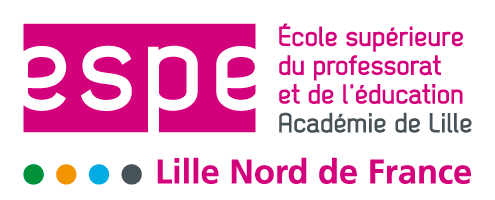 espe
École supérieure
du professorat
et de l'éducation
Académie de Lille
Lille Nord de France